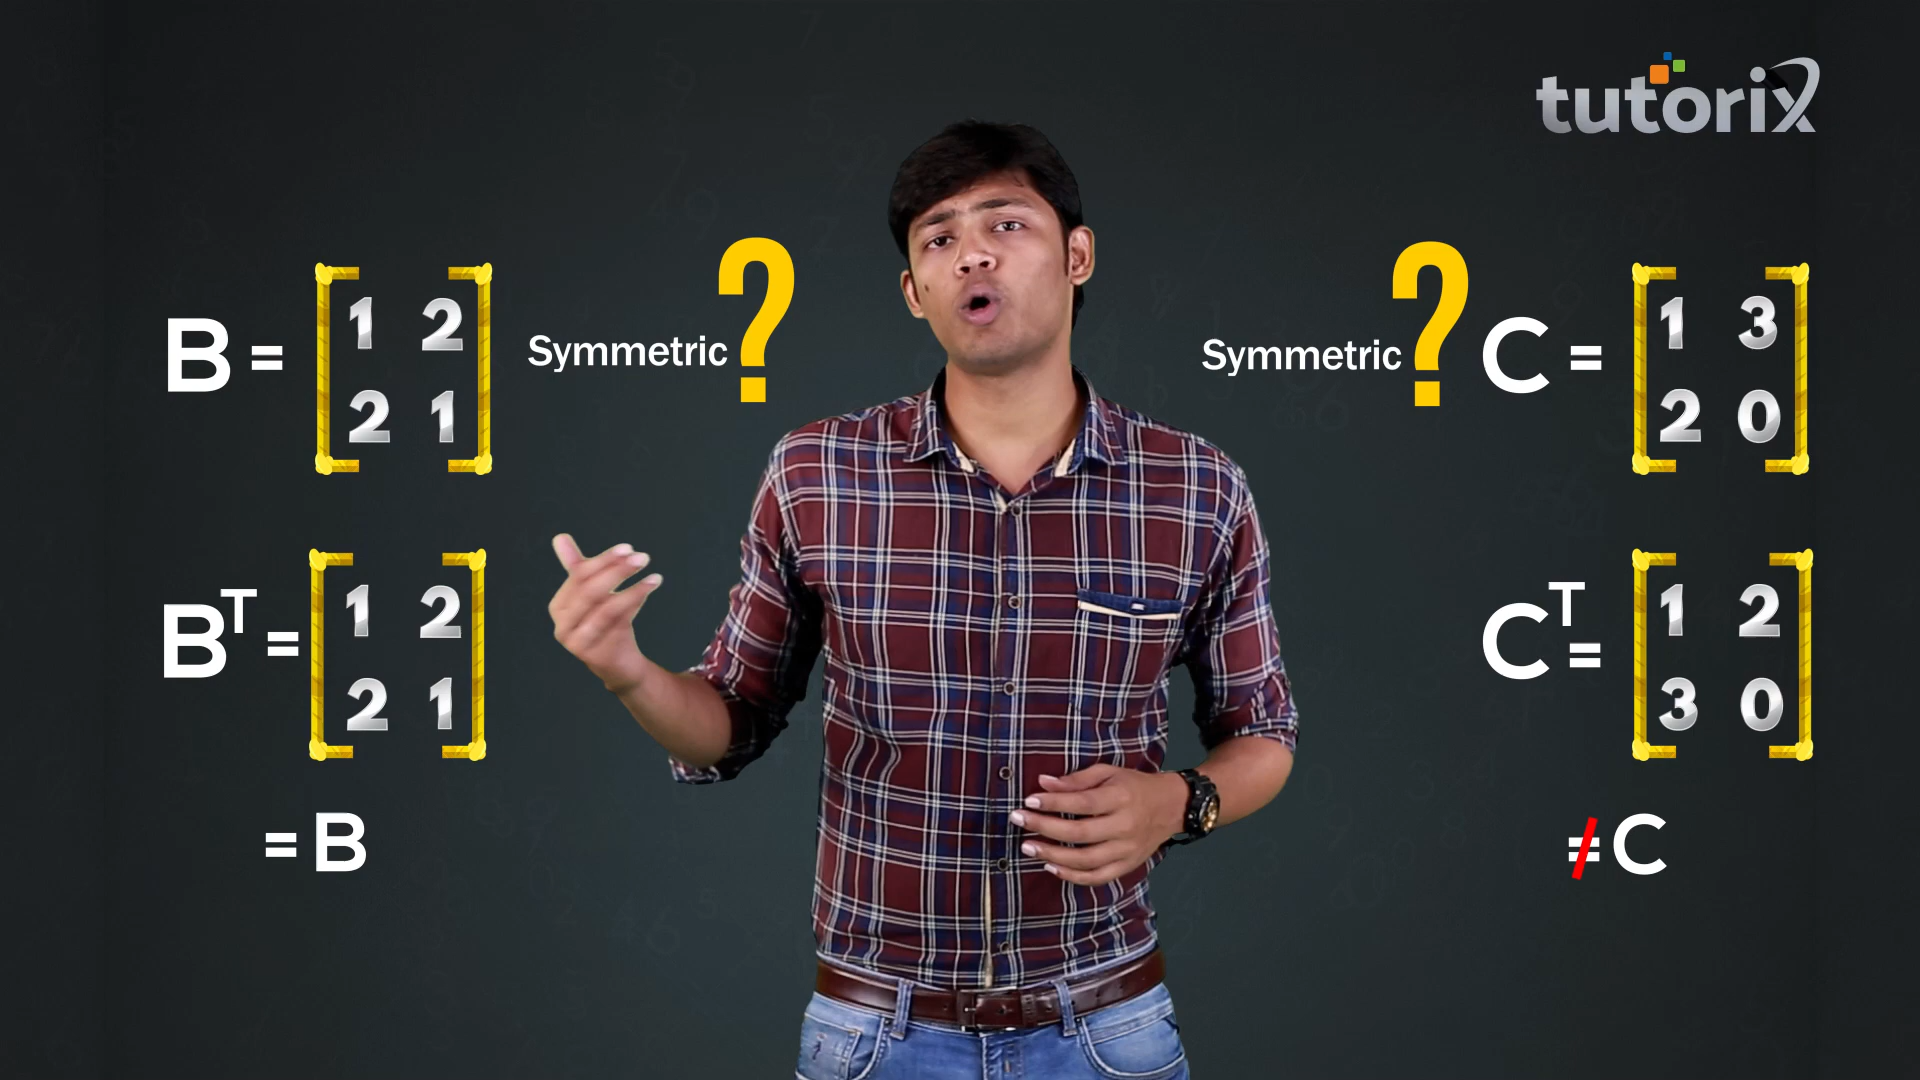 tutorix
B = [1 2
2 1]
Symmetric?
B^T = [1 2
2 1]
= B
Symmetric?
C = [1 3
2 0]
C^T = [1 2
3 0]
≠ C